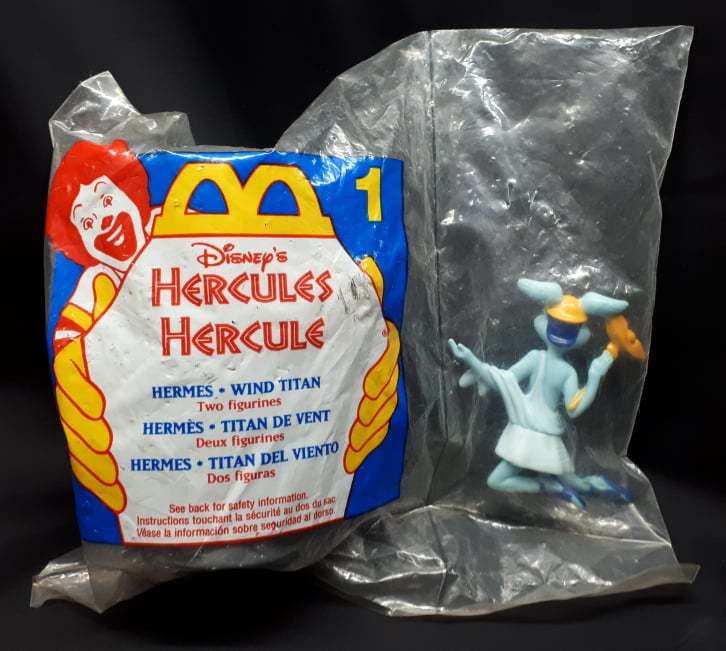 1
Disney's
HERCULES
HERCULE
HERMES • WIND TITAN
Two figurines
HERMÈS • TITAN DE VENT
Deux figurines
HERMES • TITAN DEL VIENTO
Dos figuras
See back for safety information.
Instructions touchant la sécurité au dos du sac
Véase la información sobre seguridad al dorso.